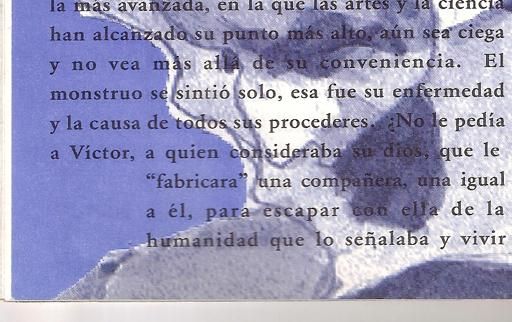 la más avanzada, en la que las artes y la ciencia
han alcanzado su punto más alto, aún sea ciega
y no vea más allá de su conveniencia. El
monstruo se sintió solo, esa fue su enfermedad
y la causa de todos sus procederes. ¿No le pedía
a Víctor, a quien consideraba su dios, que le
“fabricara” una compañera, una igual
a él, para escapar con ella de la
humanidad que lo señalaba y vivir